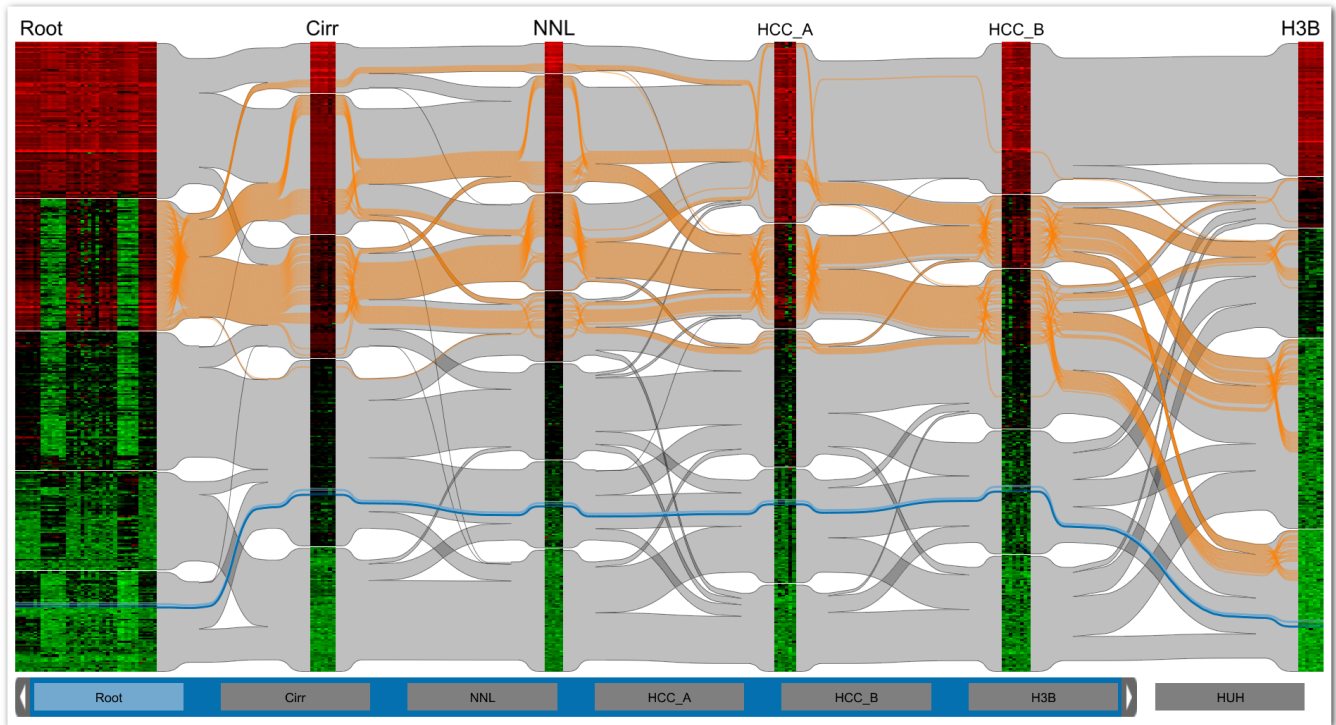 Root Cirr NNL HCC_A HCC_B H3B
Root Cirr NNL HCC_A HCC_B H3B HUH